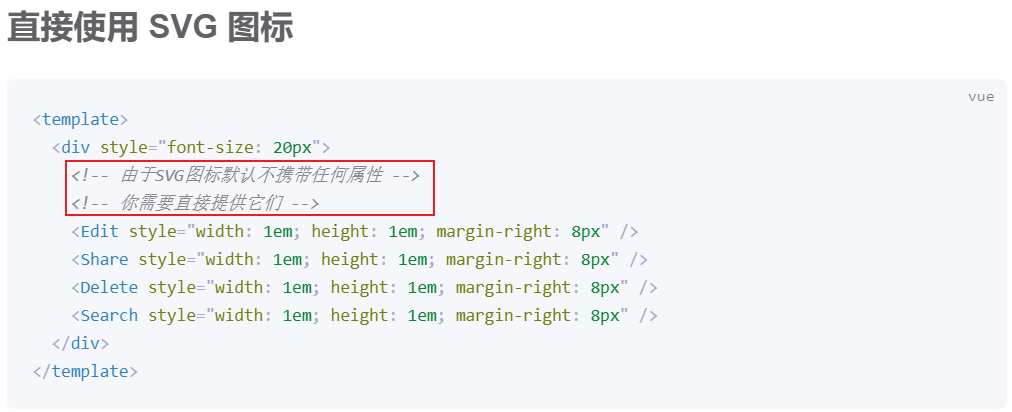 直接使用 SVG 图标
vue
<template>
<div style="font-size: 20px">
<!-- 由于SVG图标默认不携带任何属性 -->
<!-- 你需要直接提供它们 -->
<Edit style="width: 1em; height: 1em; margin-right: 8px" />
<Share style="width: 1em; height: 1em; margin-right: 8px" />
<Delete style="width: 1em; height: 1em; margin-right: 8px" />
<Search style="width: 1em; height: 1em; margin-right: 8px" />
</div>
</template>